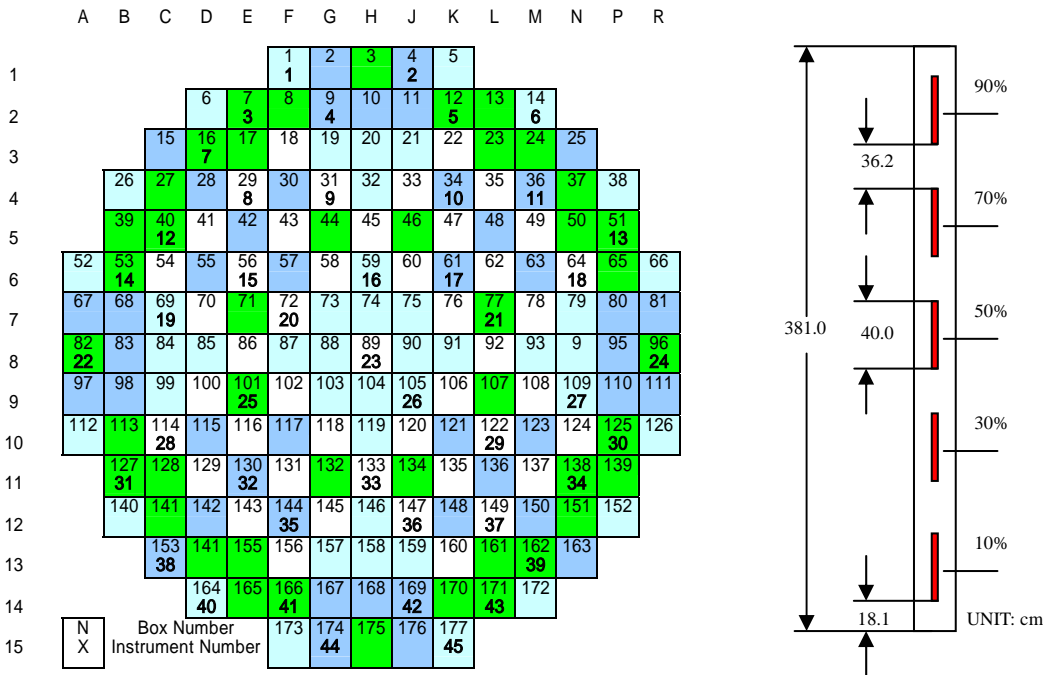 A B C D E F G H J K L M N P R
1 2 3 4 5
1
1 2
6 7 8 9 10 11 12 13 14
2
3 4 5 6
15 16 17 18 19 20 21 22 23 24 25
3
7
26 27 28 29 30 31 32 33 34 35 36 37 38
4
8 9 10 11
39 40 41 42 43 44 45 46 47 48 49 50 51
5
12 13
52 53 54 55 56 57 58 59 60 61 62 63 64 65 66
6
14 15 16 17 18
67 68 69 70 71 72 73 74 75 76 77 78 79 80 81
7
19 20 21
82 83 84 85 86 87 88 89 90 91 92 93 9 95 96
8
22 23 24
97 98 99 100 101 102 103 104 105 106 107 108 109 110 111
9
25 26 27
112 113 114 115 116 117 118 119 120 121 122 123 124 125 126
10
28 29 30
127 128 129 130 131 132 133 134 135 136 137 138 139
11
31 32 33 34
140 141 142 143 144 145 146 147 148 149 150 151 152
12
35 36 37
153 141 155 156 157 158 159 160 161 162 163
13
38 39
164 165 166 167 168 169 170 171 172
14
40 41 42 43
N Box Number 173 174 175 176 177
15
X Instrument Number 44 45
90%
36.2
70%
50%
381.0
40.0
30%
10%
18.1
UNIT: cm